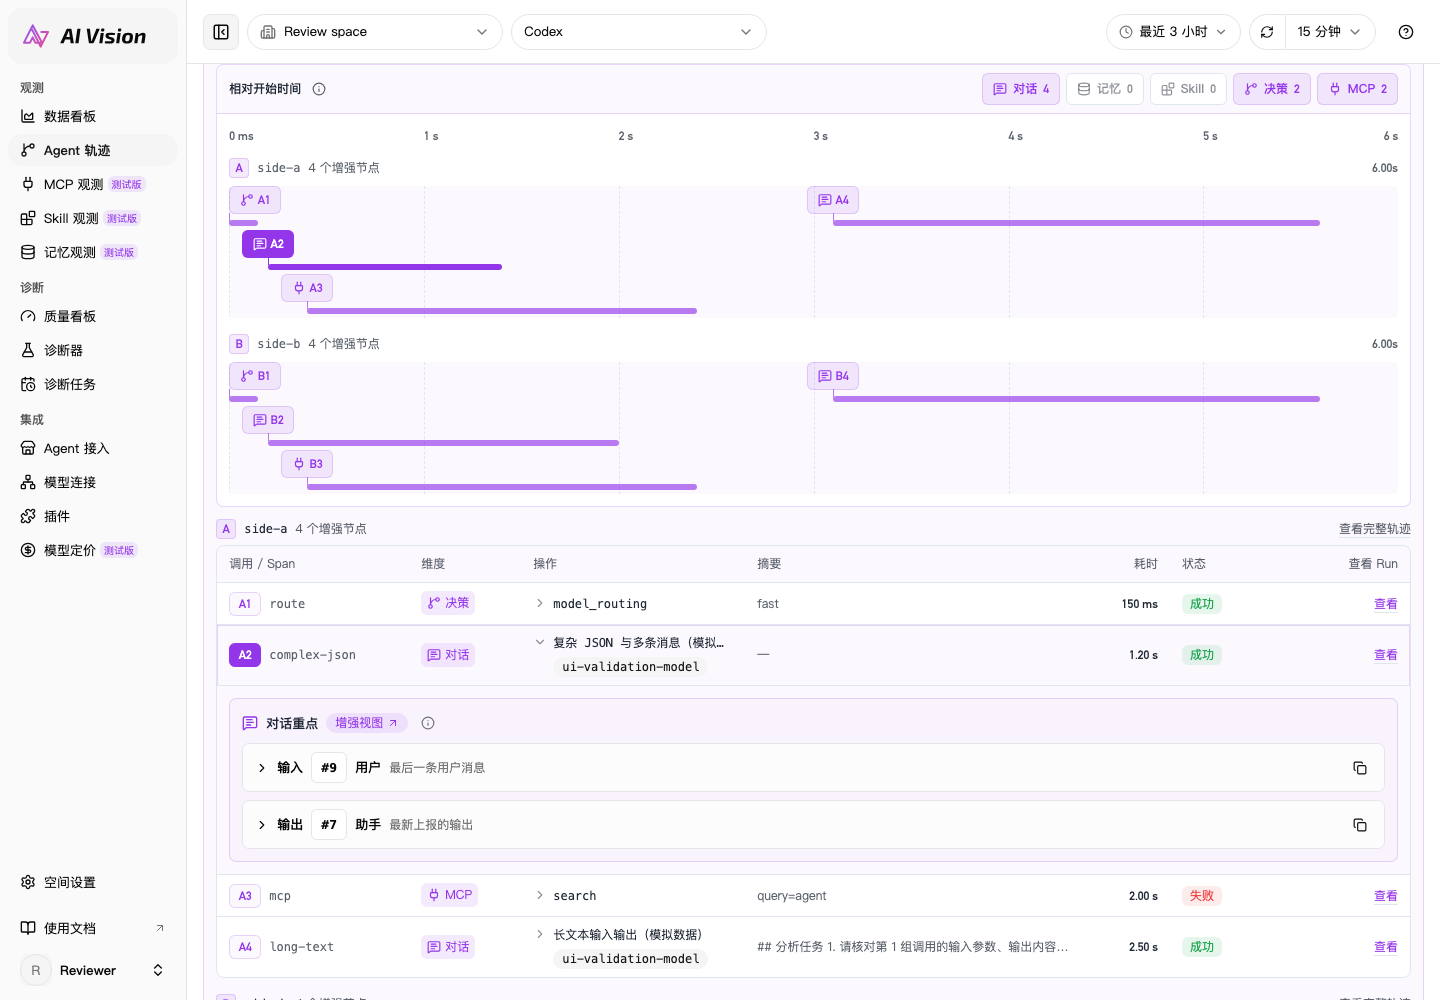 AI Vision
观测
数据看板
Agent 轨迹
MCP 观测 测试版
Skill 观测 测试版
记忆观测 测试版
诊断
质量看板
诊断器
诊断任务
集成
Agent 接入
模型连接
插件
模型定价 测试版
空间设置
使用文档
R Reviewer
Review space
Codex
最近 3 小时
15 分钟
相对开始时间
对话 4
记忆 0
Skill 0
决策 2
MCP 2
0 ms 1 s 2 s 3 s 4 s 5 s 6 s
A side-a 4 个增强节点 6.00s
A1 A4
A2
A3
B side-b 4 个增强节点 6.00s
B1 B4
B2
B3
A side-a 4 个增强节点 查看完整轨迹
调用 / Span 维度 操作 摘要 耗时 状态 查看 Run
A1 route 决策 model_routing fast 150 ms 成功 查看
A2 complex-json 对话 复杂 JSON 与多条消息（模拟… — 1.20 s 成功 查看
ui-validation-model
对话重点 增强视图
输入 #9 用户 最后一条用户消息
输出 #7 助手 最新上报的输出
A3 mcp MCP search query=agent 2.00 s 失败 查看
A4 long-text 对话 长文本输入输出（模拟数据） ## 分析任务 1. 请核对第 1 组调用的输入参数、输出内容… 2.50 s 成功 查看
ui-validation-model